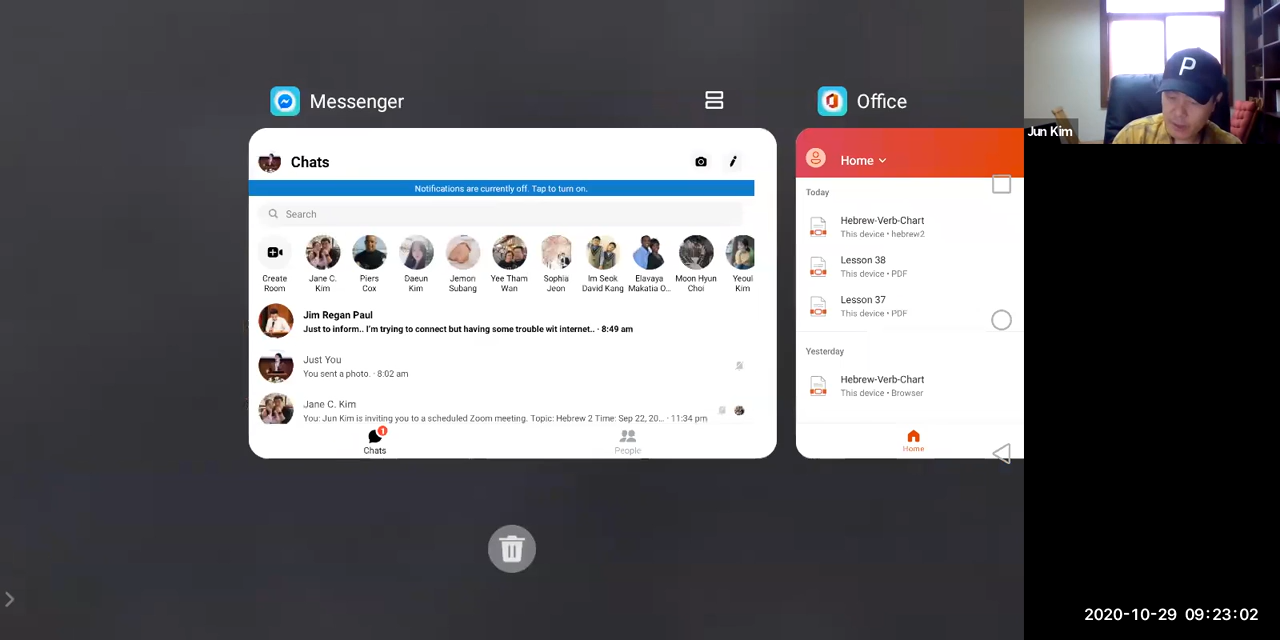 Messenger
Office
Chats
Notifications are currently off. Tap to turn on.
Search
Create Room
Jane C. Kim
Piers Cox
Daeun Kim
Jemon Subang
Yee Tham Wan
Sophia Jeon
Im Seok David Kang
Elavaya Makatia O...
Moon Hyun Choi
Yeoul Kim
Jim Regan Paul
Just to inform.. I'm trying to connect but having some trouble wit internet.. · 8:49 am
Just You
You sent a photo. · 8:02 am
Jane C. Kim
You: Jun Kim is inviting you to a scheduled Zoom meeting. Topic: Hebrew 2 Time: Sep 22, 20... · 11:34 pm
1
Chats
People
Home
Today
Hebrew-Verb-Chart
This device • hebrew2
Lesson 38
This device • PDF
Lesson 37
This device • PDF
Yesterday
Hebrew-Verb-Chart
This device • Browser
Home
P
Jun Kim
2020-10-29 09:23:02